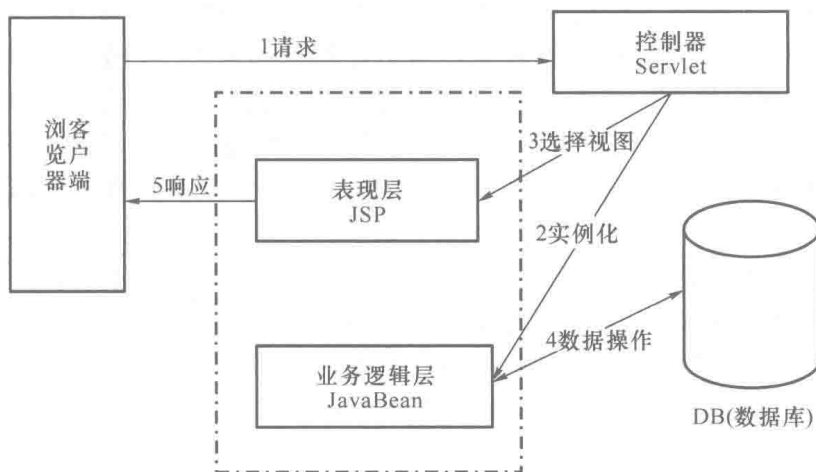 1请求
控制器
Servlet
客户端
浏览器
3选择视图
5响应
表现层
JSP
2实例化
4数据操作
业务逻辑层
JavaBean
DB(数据库)